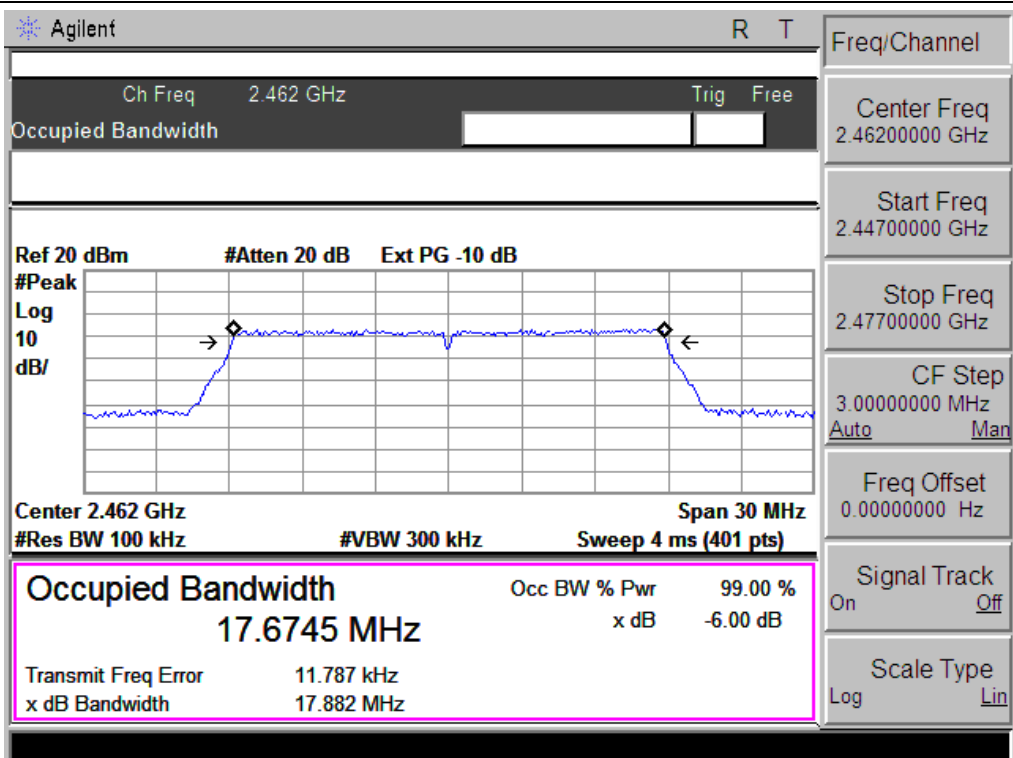 Agilent R T
Ch Freq 2.462 GHz Trig Free
Occupied Bandwidth
Ref 20 dBm #Atten 20 dB Ext PG -10 dB
#Peak
Log
10
dB/
Center 2.462 GHz Span 30 MHz
#Res BW 100 kHz #VBW 300 kHz Sweep 4 ms (401 pts)
Occupied Bandwidth Occ BW % Pwr 99.00 %
17.6745 MHz x dB -6.00 dB
Transmit Freq Error 11.787 kHz
x dB Bandwidth 17.882 MHz
Freq/Channel
Center Freq
2.46200000 GHz
Start Freq
2.44700000 GHz
Stop Freq
2.47700000 GHz
CF Step
3.00000000 MHz
Auto Man
Freq Offset
0.00000000 Hz
Signal Track
On Off
Scale Type
Log Lin